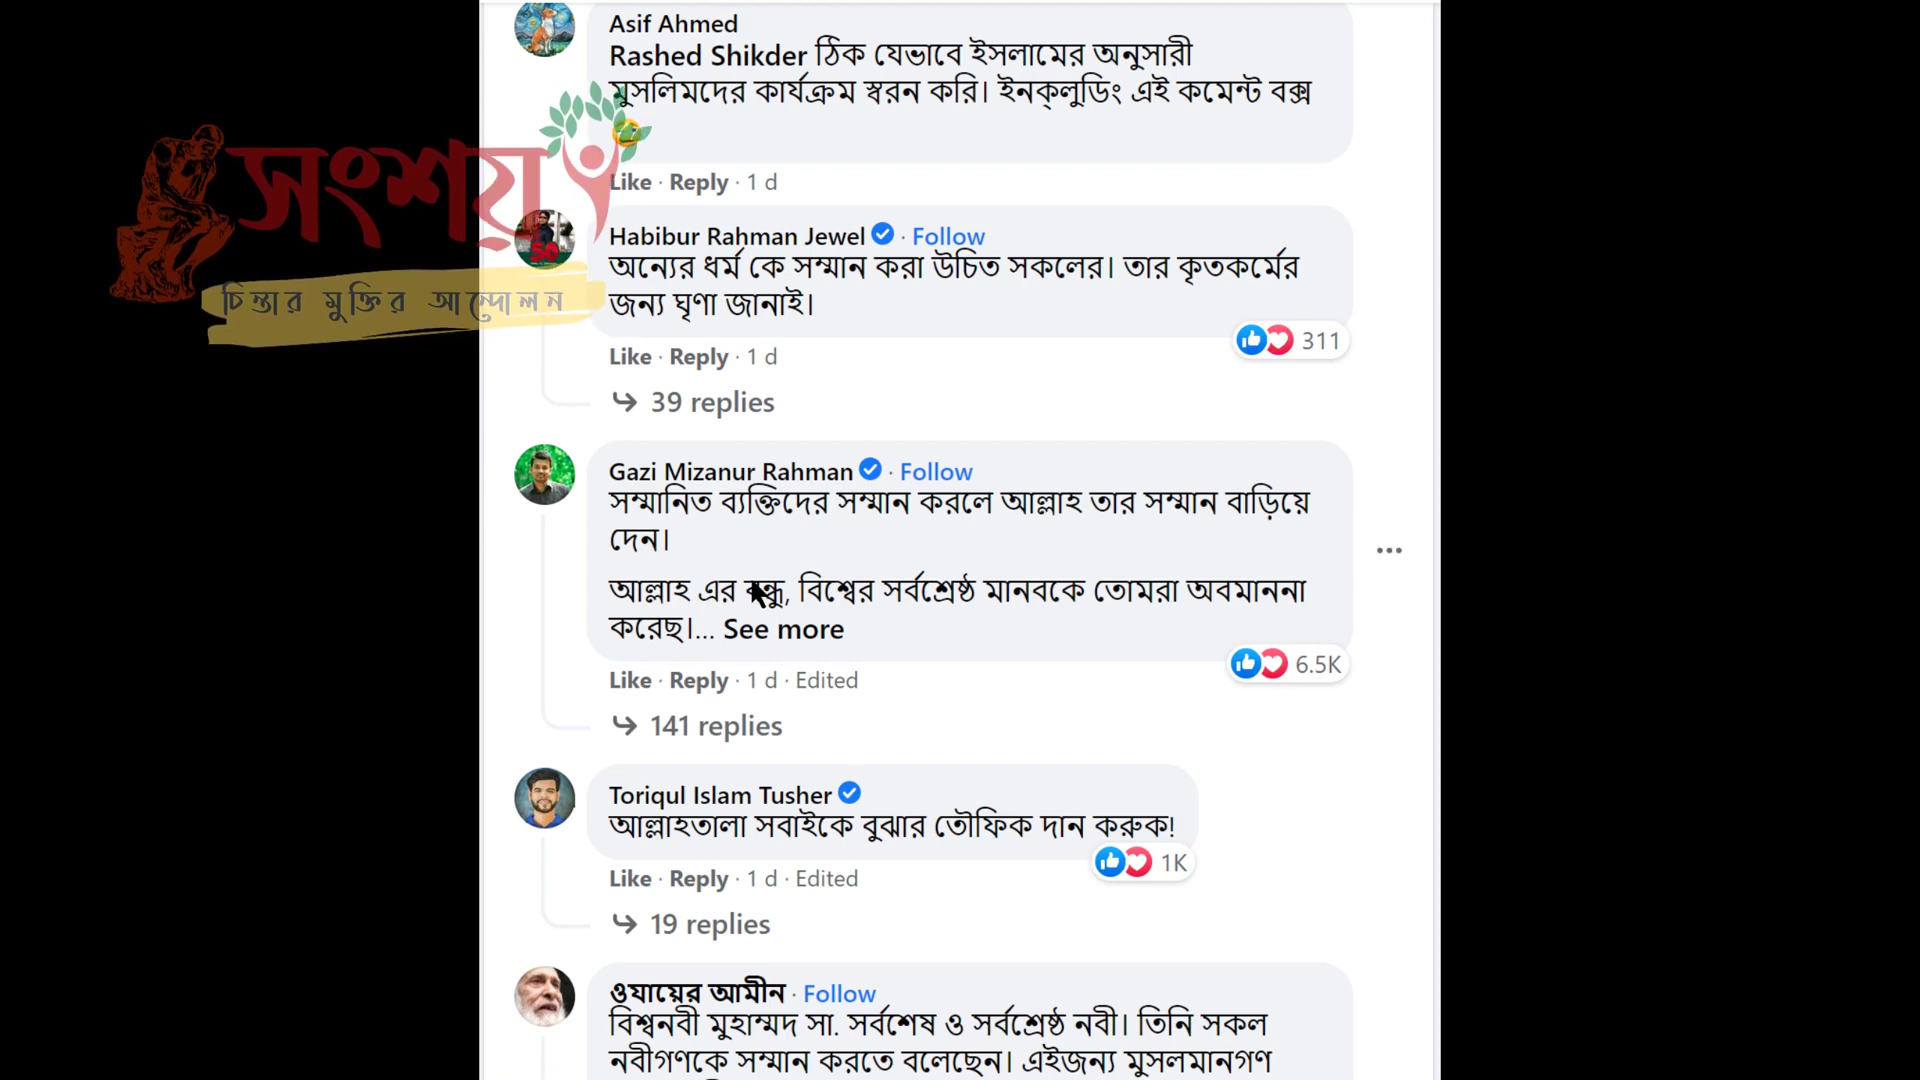 Asif Ahmed
Rashed Shikder ঠিক যেভাবে ইসলামের অনুসারী
মুসলিমদের কার্যক্রম স্বরন করি। ইনক্লুডিং এই কমেন্ট বক্স
Like · Reply · 1 d
সংশয়
চিন্তার মুক্তির আন্দোলন
50
Habibur Rahman Jewel · Follow
অন্যের ধর্ম কে সম্মান করা উচিত সকলের। তার কৃতকর্মের
জন্য ঘৃণা জানাই।
311
Like · Reply · 1 d
39 replies
Gazi Mizanur Rahman · Follow
সম্মানিত ব্যক্তিদের সম্মান করলে আল্লাহ তার সম্মান বাড়িয়ে
দেন।
আল্লাহ এর বন্ধু, বিশ্বের সর্বশ্রেষ্ঠ মানবকে তোমরা অবমাননা
করেছ।... See more
6.5K
Like · Reply · 1 d · Edited
141 replies
Toriqul Islam Tusher
আল্লাহতালা সবাইকে বুঝার তৌফিক দান করুক!
1K
Like · Reply · 1 d · Edited
19 replies
ওযায়ের আমীন · Follow
বিশ্বনবী মুহাম্মদ সা. সর্বশেষ ও সর্বশ্রেষ্ঠ নবী। তিনি সকল
নবীগণকে সম্মান করতে বলেছেন। এইজন্য মুসলমানগণ